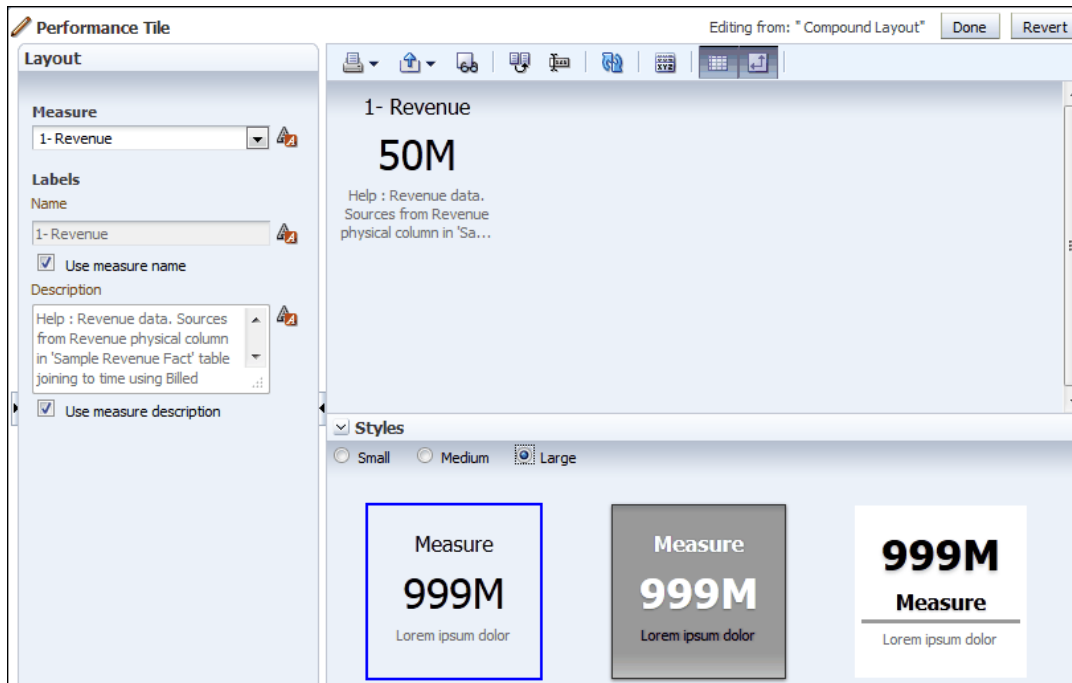 Performance Tile
Editing from: " Compound Layout"
Done
Revert
Layout
Measure
1- Revenue
Labels
Name
1- Revenue
Use measure name
Description
Help : Revenue data. Sources
from Revenue physical column
in 'Sample Revenue Fact' table
joining to time using Billed
Use measure description
1- Revenue
50M
Help : Revenue data.
Sources from Revenue
physical column in 'Sa...
Styles
Small
Medium
Large
Measure
999M
Lorem ipsum dolor
Measure
999M
Lorem ipsum dolor
999M
Measure
Lorem ipsum dolor